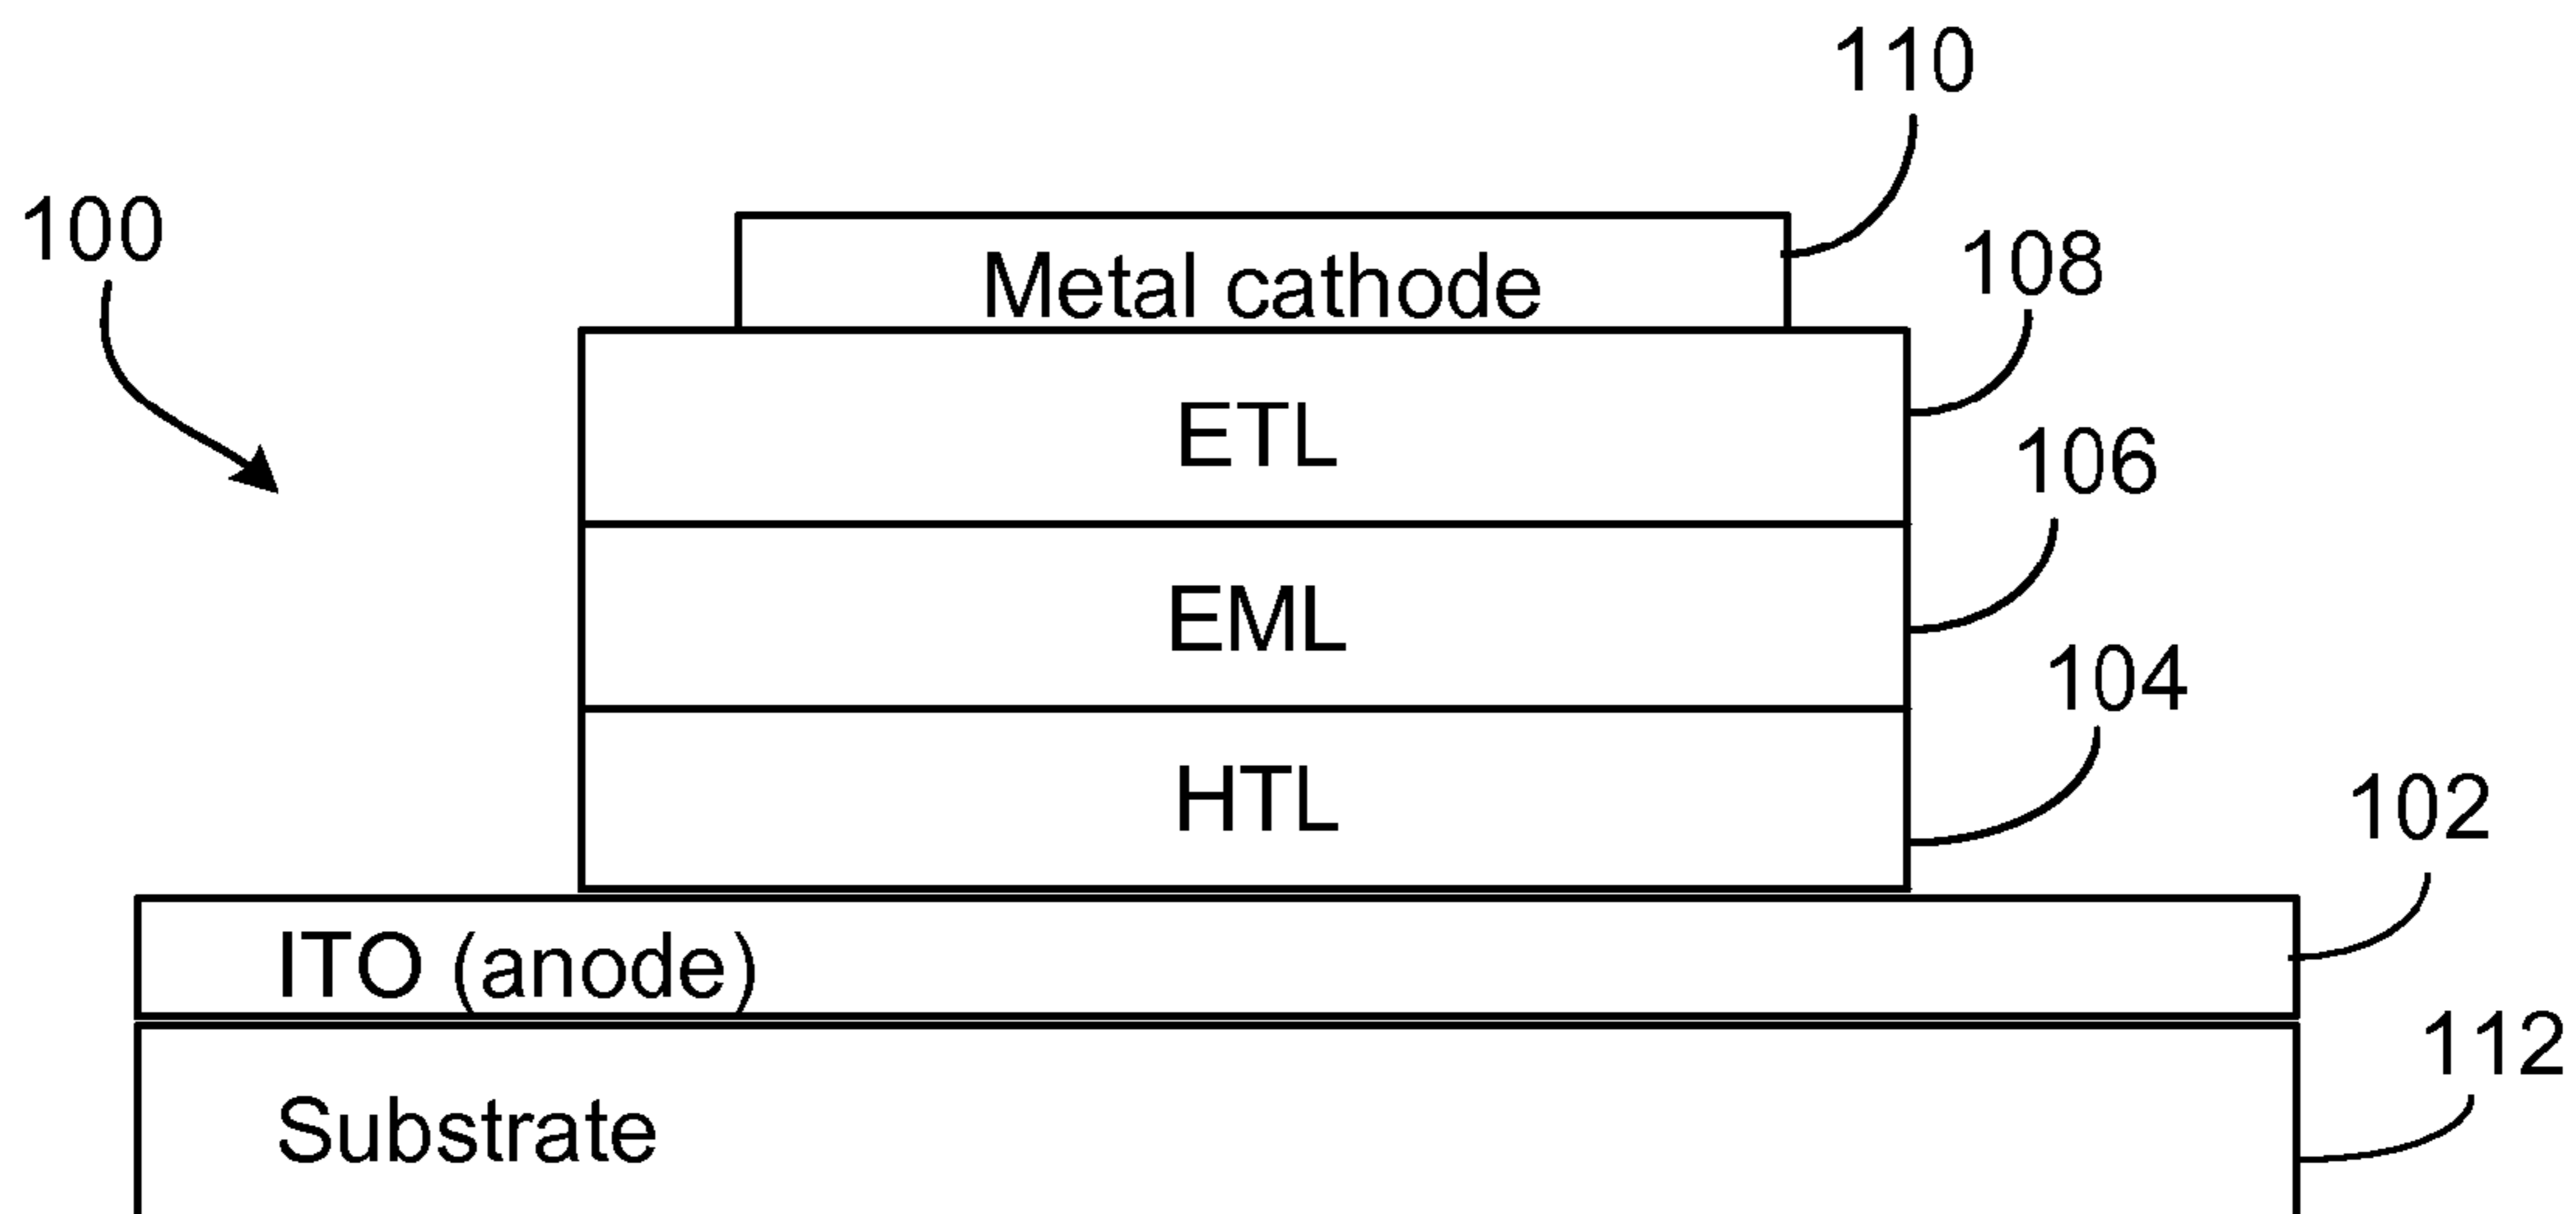 110
100
Metal cathode
108
ETL
106
EML
104
HTL
102
ITO (anode)
112
Substrate